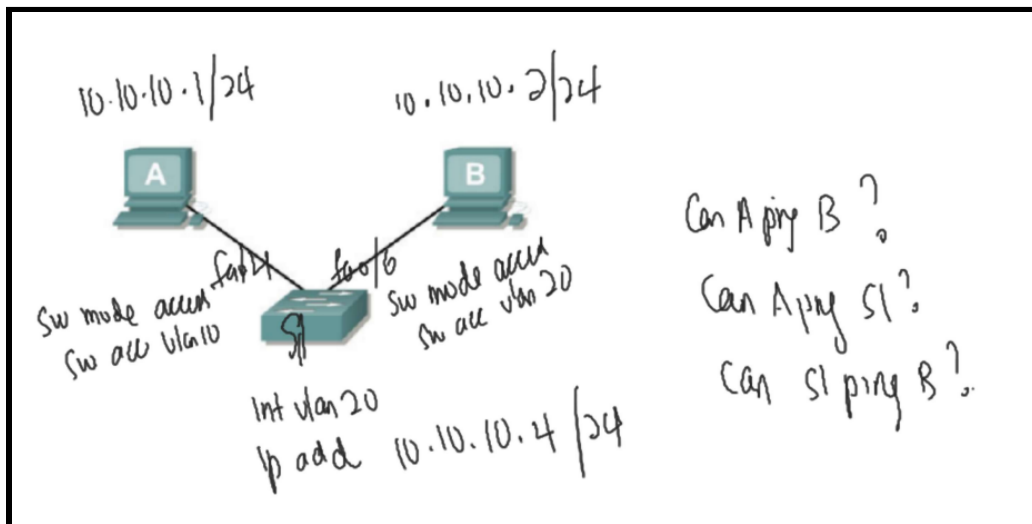 10.10.10.1/24
10.10.10.2/24
A
B
fa0/4
fa0/6
Sw mode access
Sw acc vlan10
Sw mode access
Sw acc vlan 20
S1
Int vlan 20
ip add 10.10.10.4/24
Can A ping B?
Can A ping S1?
Can S1 ping B?